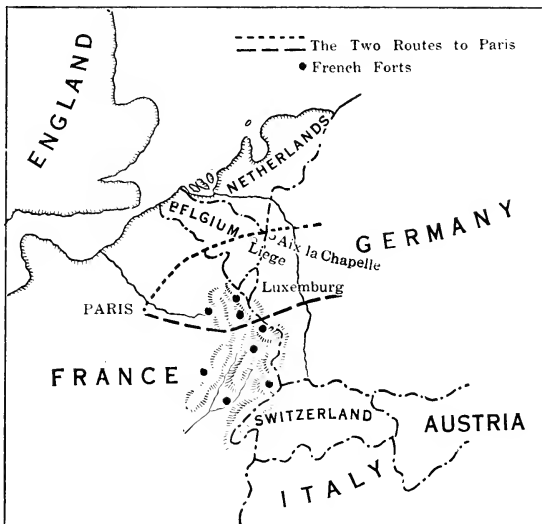 The Two Routes to Paris
French Forts
ENGLAND
NETHERLANDS
BELGIUM
GERMANY
Aix la Chapelle
Liege
Luxemburg
PARIS
FRANCE
SWITZERLAND
AUSTRIA
ITALY